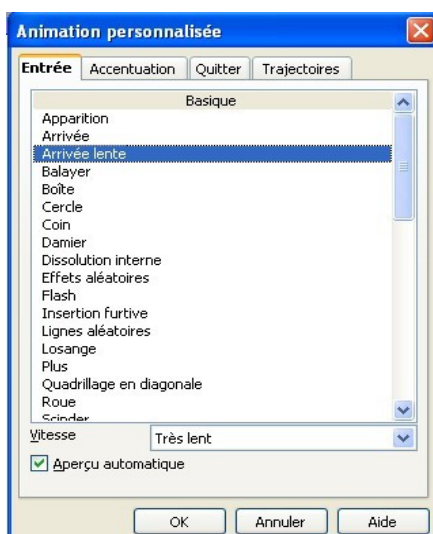 Animation personnalisée
Entrée Accentuation Quitter Trajectoires
Basique
Apparition
Arrivée
Arrivée lente
Balayer
Boîte
Cercle
Coin
Damier
Dissolution interne
Effets aléatoires
Flash
Insertion furtive
Lignes aléatoires
Losange
Plus
Quadrillage en diagonale
Roue
Scinder
Vitesse Très lent
Aperçu automatique
OK Annuler Aide